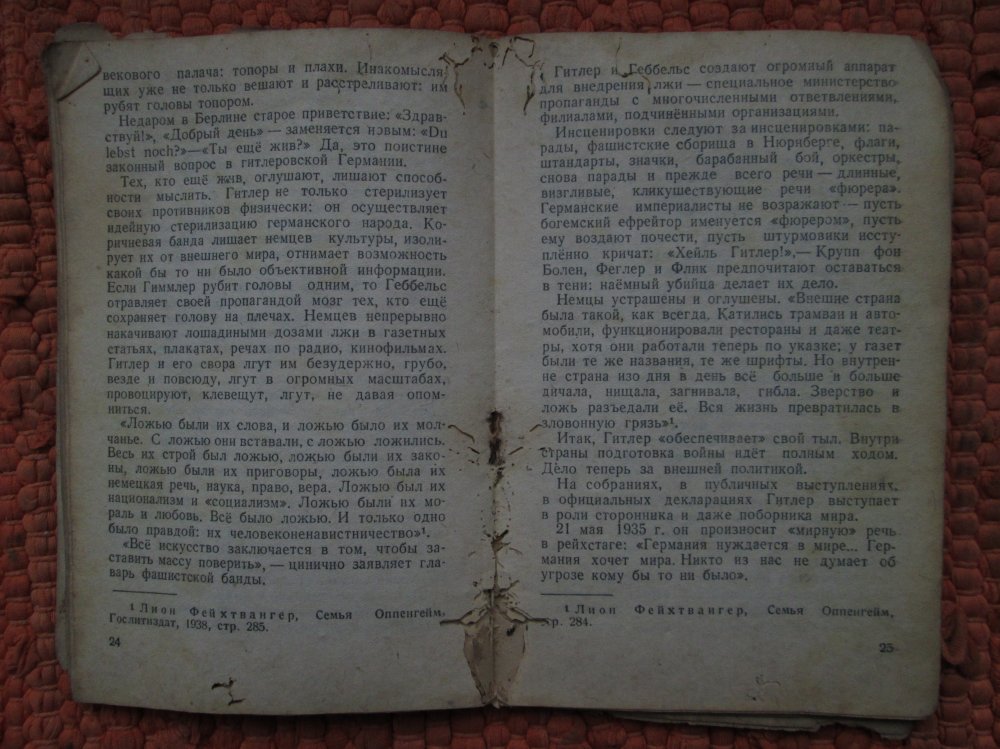 векового палача: топоры и плахи. Инакомысля-
щих уже не только вешают и расстреливают: им
рубят головы топором.
Недаром в Берлине старое приветствие: «Здрав-
ствуй!», «Добрый день» — заменяется новым: «Du
lebst noch?»—«Ты ещё жив?» Да, это поистине
законный вопрос в гитлеровской Германии.
Тех, кто ещё жив, оглушают, лишают способ-
ности мыслить. Гитлер не только стерилизует
своих противников физически: он осуществляет
идейную стерилизацию германского народа. Ко-
ричневая банда лишает немцев культуры, изоли-
рует их от внешнего мира, отнимает возможность
какой бы то ни было объективной информации.
Если Гиммлер рубит головы одним, то Геббельс
отравляет своей пропагандой мозг тех, кто ещё
сохраняет голову на плечах. Немцев непрерывно
накачивают лошадиными дозами лжи в газетных
статьях, плакатах, речах по радио, кинофильмах.
Гитлер и его свора лгут им безудержно, грубо,
везде и повсюду, лгут в огромных масштабах,
провоцируют, клевещут, лгут, не давая опом-
ниться.
«Ложью были их слова, и ложью было их мол-
чанье. С ложью они вставали, с ложью ложились.
Весь их строй был ложью, ложью были их зако-
ны, ложью были их приговоры, ложью была их
немецкая речь, наука, право, вера. Ложью был их
национализм и «социализм». Ложью были их мо-
раль и любовь. Всё было ложью. И только одно
было правдой: их человеконенавистничество»¹.
«Всё искусство заключается в том, чтобы за-
ставить массу поверить», — цинично заявляет гла-
варь фашистской банды.
¹ Лион Фейхтвангер, Семья Оппенгейм,
Гослитиздат, 1938, стр. 285.
24
Гитлер и Геббельс создают огромный аппарат
для внедрения лжи — специальное министерство
пропаганды с многочисленными ответвлениями,
филиалами, подчинёнными организациями.
Инсценировки следуют за инсценировками: па-
рады, фашистские сборища в Нюрнберге, флаги,
штандарты, значки, барабанный бой, оркестры,
снова парады и прежде всего речи — длинные,
визгливые, кликушествующие речи «фюрера».
Германские империалисты не возражают — пусть
богемский ефрейтор именуется «фюрером», пусть
ему воздают почести, пусть штурмовики иссту-
плённо кричат: «Хейль Гитлер!», — Крупп фон
Болен, Феглер и Флик предпочитают оставаться
в тени: наёмный убийца делает их дело.
Немцы устрашены и оглушены. «Внешне страна
была такой, как всегда. Катились трамваи и авто-
мобили, функционировали рестораны и даже теат-
ры, хотя они работали теперь по указке; у газет
были те же названия, те же шрифты. Но внутрен-
не страна изо дня в день всё больше и больше
дичала, нищала, загнивала, гибла. Зверство и
ложь разъедали её. Вся жизнь превратилась в
зловонную грязь»¹.
Итак, Гитлер «обеспечивает» свой тыл. Внутри
страны подготовка войны идёт полным ходом.
Дело теперь за внешней политикой.
На собраниях, в публичных выступлениях,
в официальных декларациях Гитлер выступает
в роли сторонника и даже поборника мира.
21 мая 1935 г. он произносит «мирную» речь
в рейхстаге: «Германия нуждается в мире... Гер-
мания хочет мира. Никто из нас не думает об
угрозе кому бы то ни было».
¹ Лион Фейхтвангер, Семья Оппенгейм,
стр. 284.
25